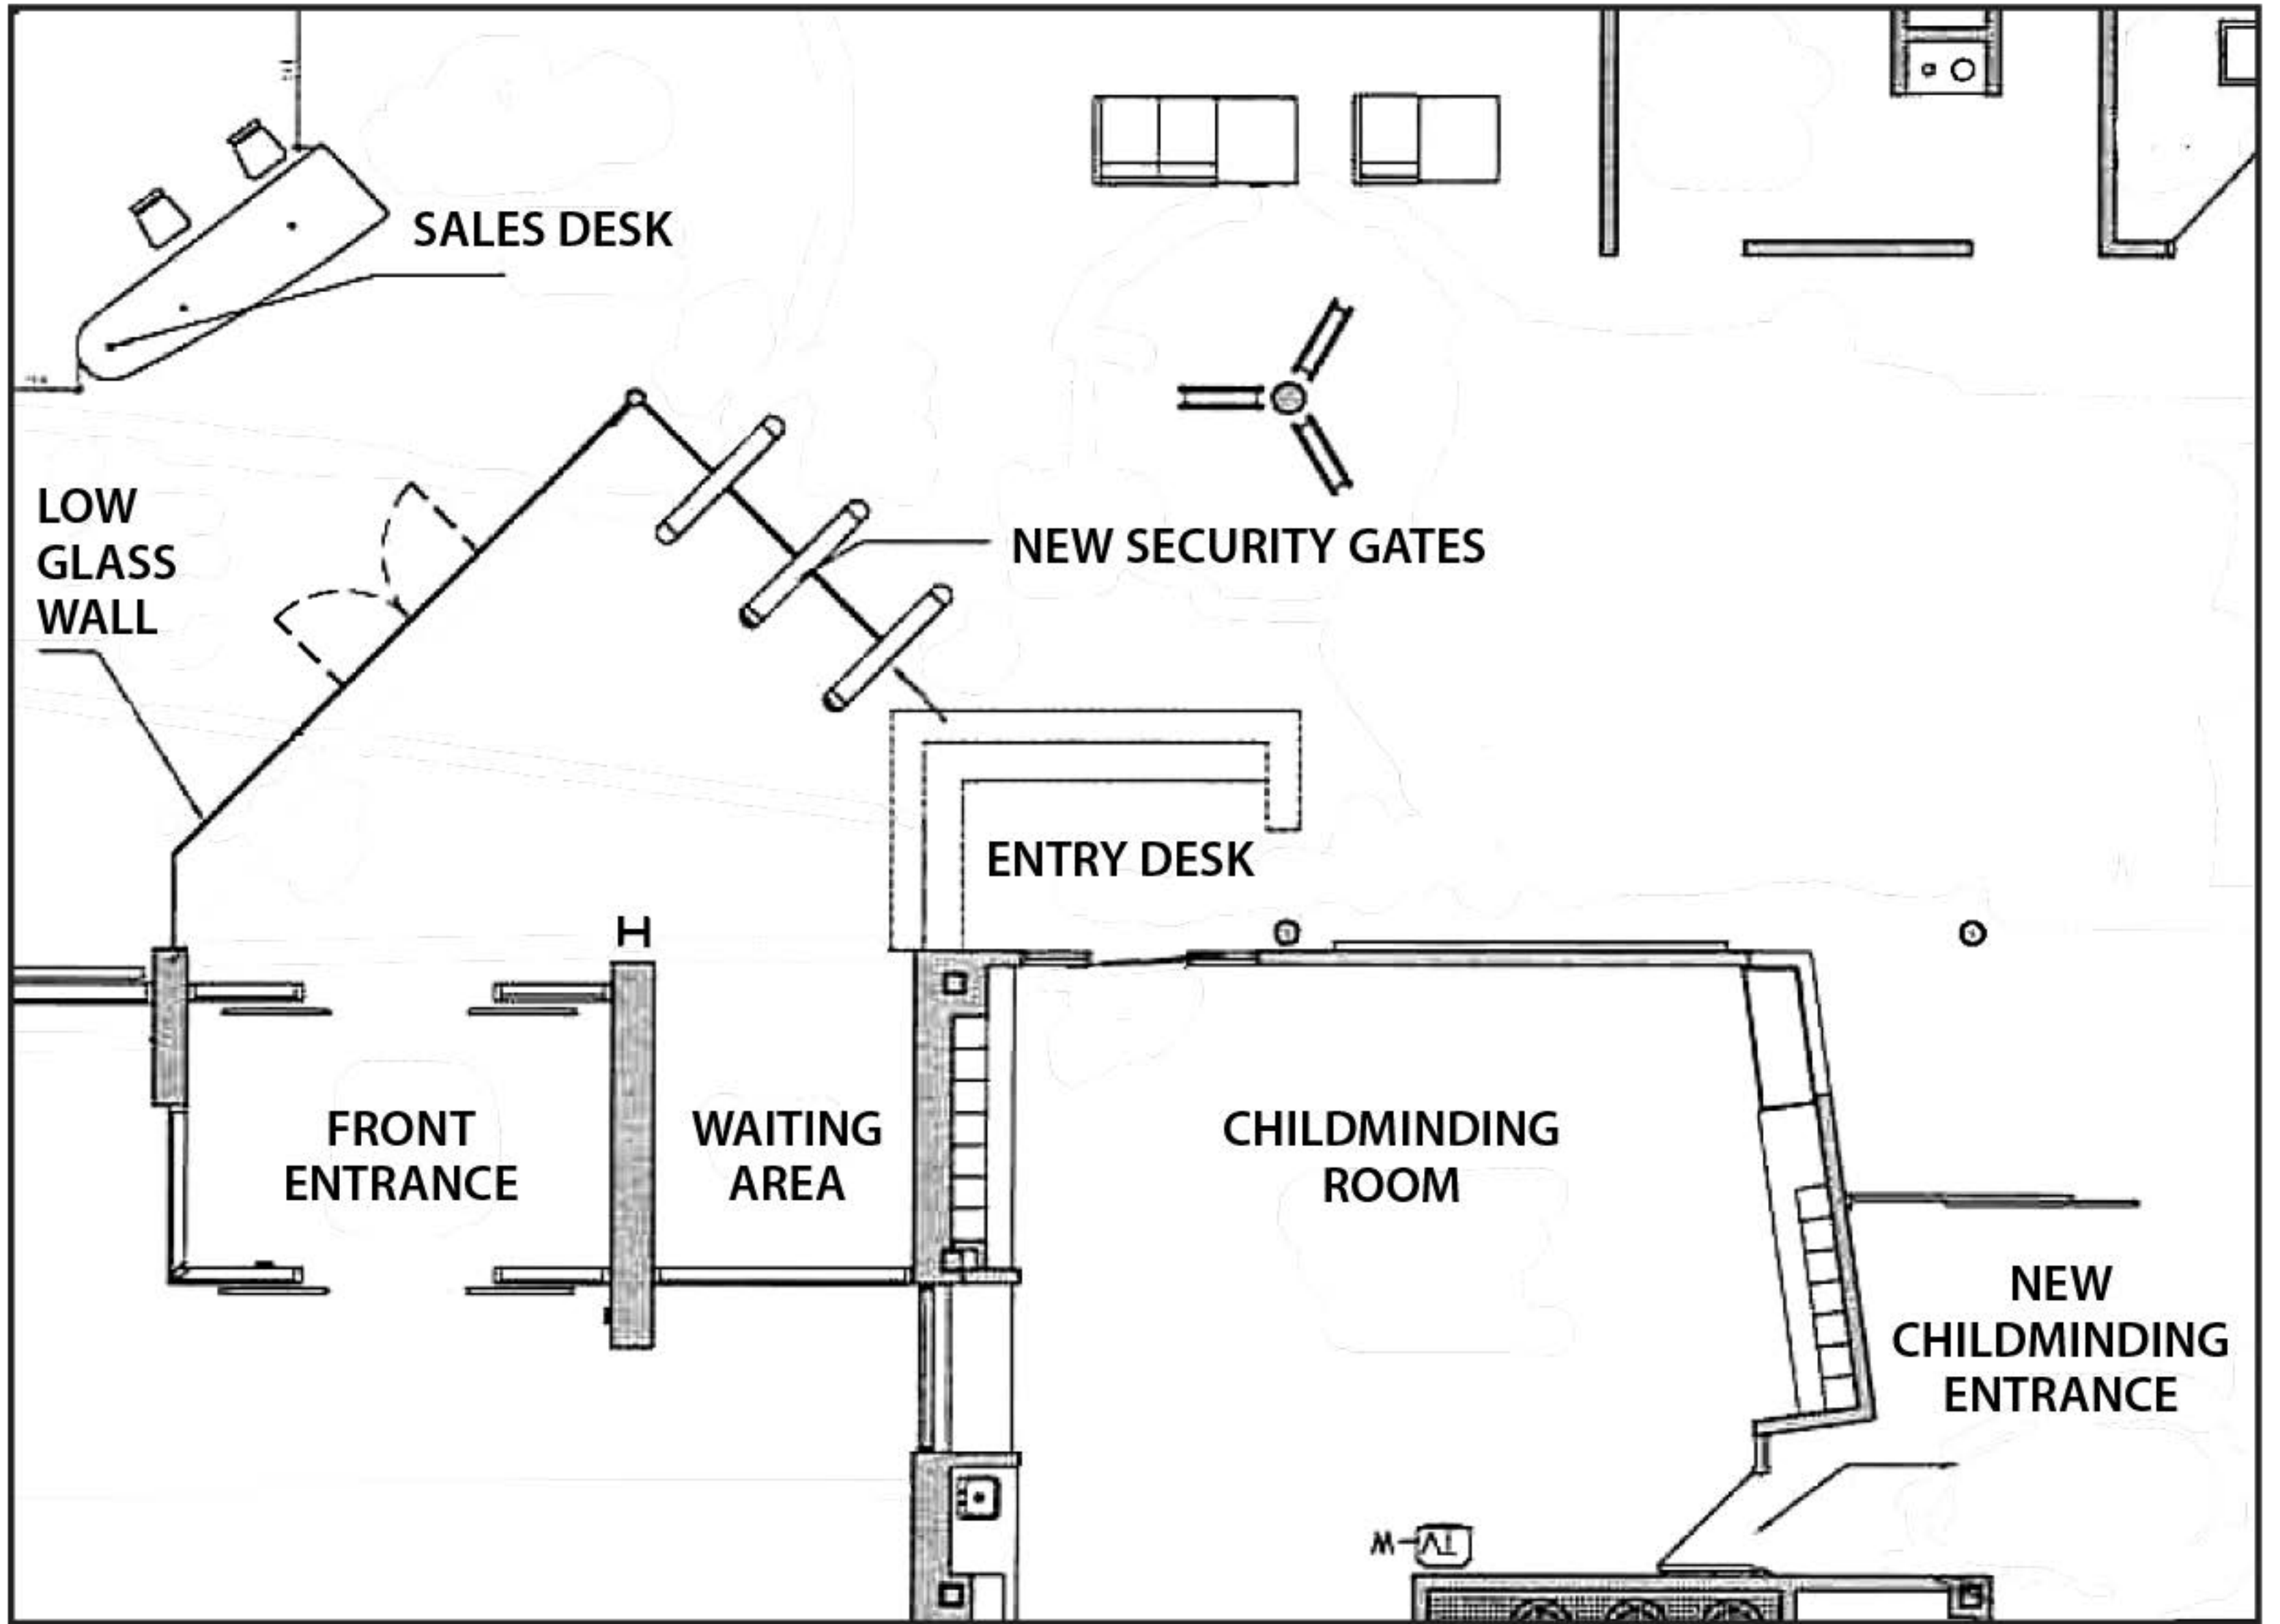 SALES DESK
LOW
GLASS
WALL
NEW SECURITY GATES
ENTRY DESK
H
FRONT
ENTRANCE
WAITING
AREA
CHILDMINDING
ROOM
NEW
CHILDMINDING
ENTRANCE
TV-W